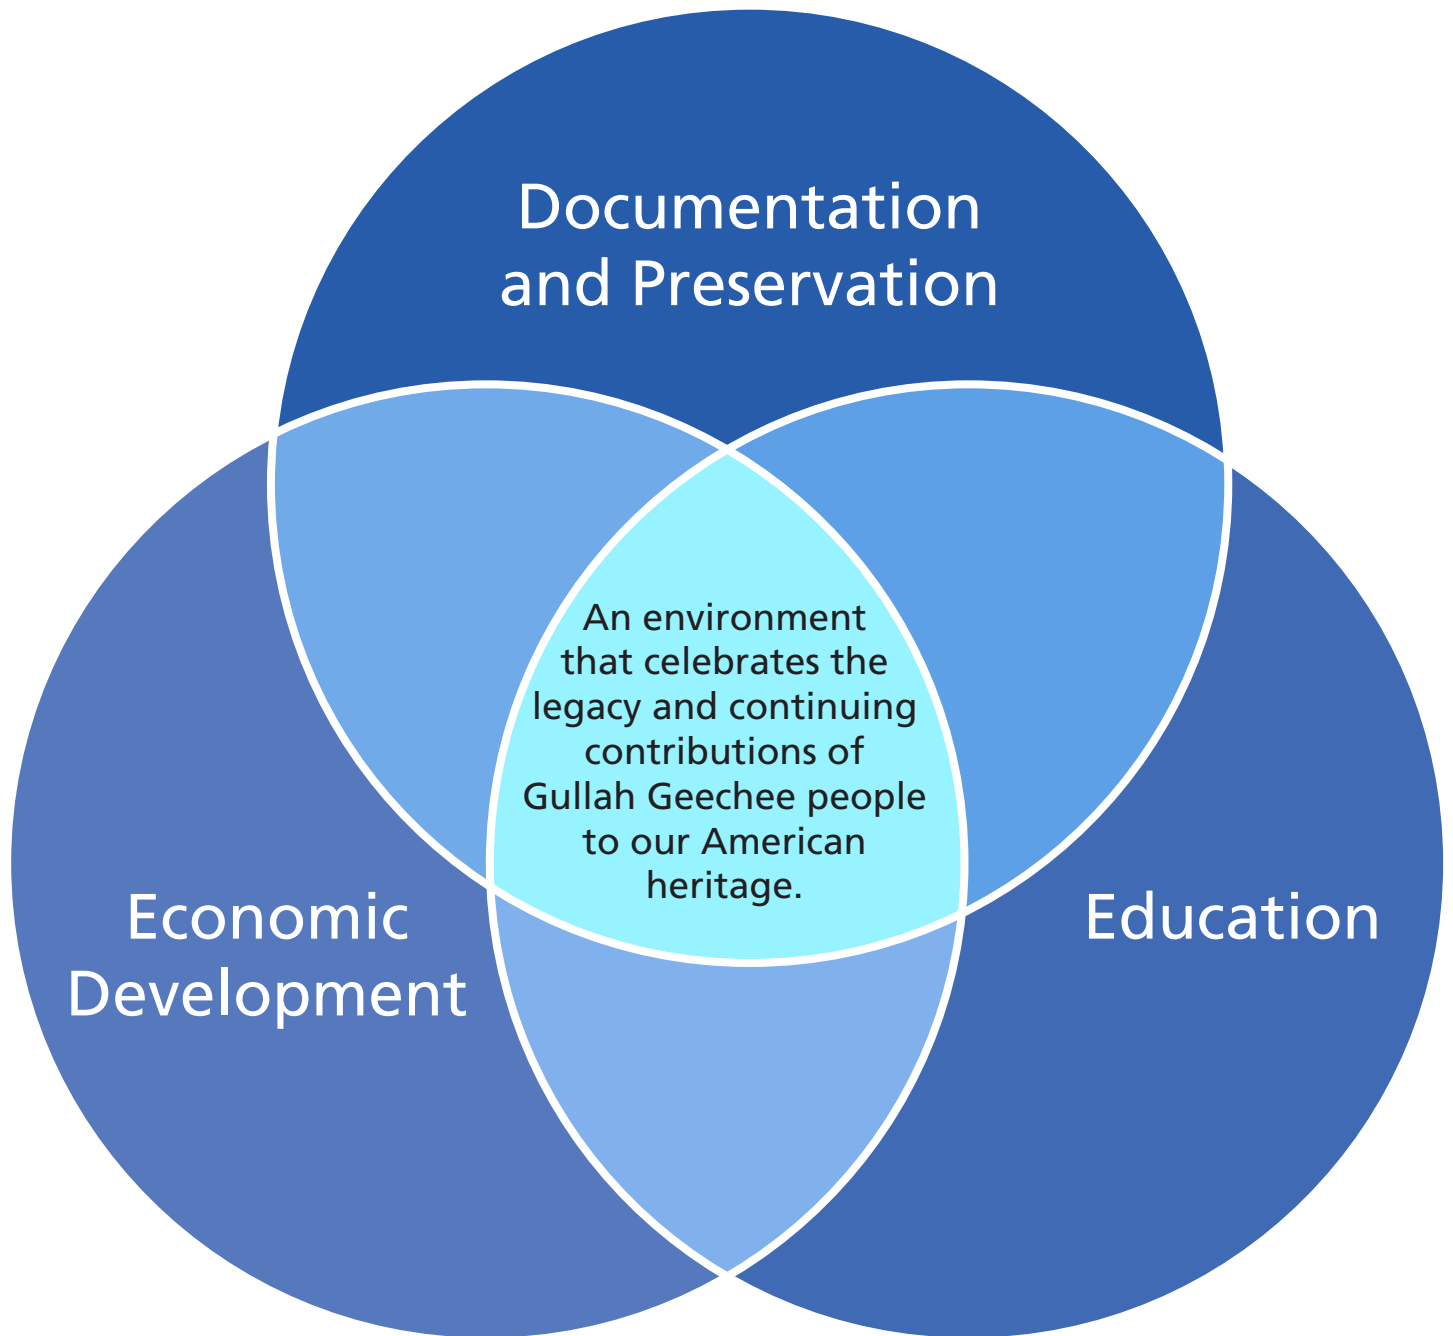 Documentation
and Preservation
An environment
that celebrates the
legacy and continuing
contributions of
Gullah Geechee people
to our American
heritage.
Economic
Development
Education